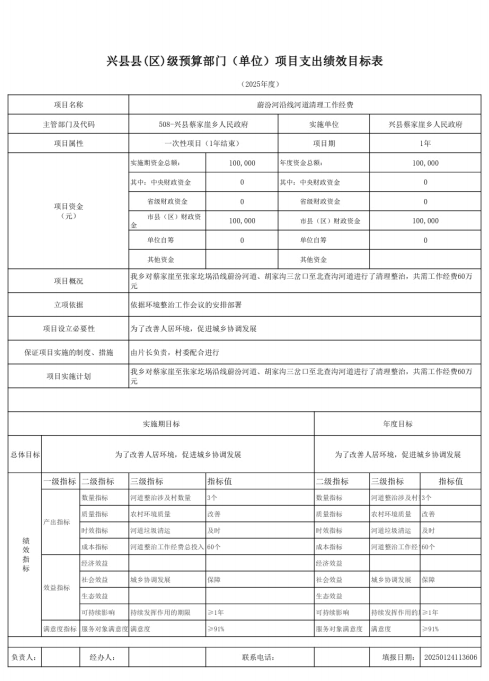 兴县县(区)级预算部门（单位）项目支出绩效目标表
（2025年度）
项目名称 蔚汾河沿线河道清理工作经费
主管部门及代码 508-兴县蔡家崖乡人民政府 实施单位 兴县蔡家崖乡人民政府
项目属性 一次性项目（1年结束） 项目期 1年
项目资金
（元）
实施期资金总额： 100,000 年度资金总额： 100,000
其中：中央财政资金 0 其中：中央财政资金 0
省级财政资金 0 省级财政资金 0
市县（区）财政资
金 100,000 市县（区）财政资金 100,000
单位自筹 0 单位自筹 0
其他资金 其他资金
项目概况 我乡对蔡家崖至张家圪埚沿线蔚汾河道、胡家沟三岔口至北查沟河道进行了清理整治，共需工作经费60万
元
立项依据 依据环境整治工作会议的安排部署
项目设立必要性 为了改善人居环境，促进城乡协调发展
保证项目实施的制度、措施 由片长负责，村委配合进行
项目实施计划 我乡对蔡家崖至张家圪埚沿线蔚汾河道、胡家沟三岔口至北查沟河道进行了清理整治，共需工作经费60万
元
实施期目标 年度目标
总体目标 为了改善人居环境，促进城乡协调发展 为了改善人居环境，促进城乡协调发展
绩效指标
一级指标 二级指标 三级指标 指标值 二级指标 三级指标 指标值
产出指标
数量指标 河道整治涉及村数量 3个 数量指标 河道整治涉及村 3个
质量指标 农村环境质量 改善 质量指标 农村环境质量 改善
时效指标 河道垃圾清运 及时 时效指标 河道垃圾清运 及时
成本指标 河道整治工作经费总投入 60个 成本指标 河道整治工作经 60个
效益指标
经济效益 经济效益
社会效益 城乡协调发展 保障 社会效益 城乡协调发展 保障
生态效益 生态效益
可持续影响 持续发挥作用的期限 ≥1年 可持续影响 持续发挥作用的 ≥1年
满意度指标 服务对象满意度 满意度 ≥91% 服务对象满意度 满意度 ≥91%
负责人： 经办人： 联系电话： 填报日期： 20250124113606